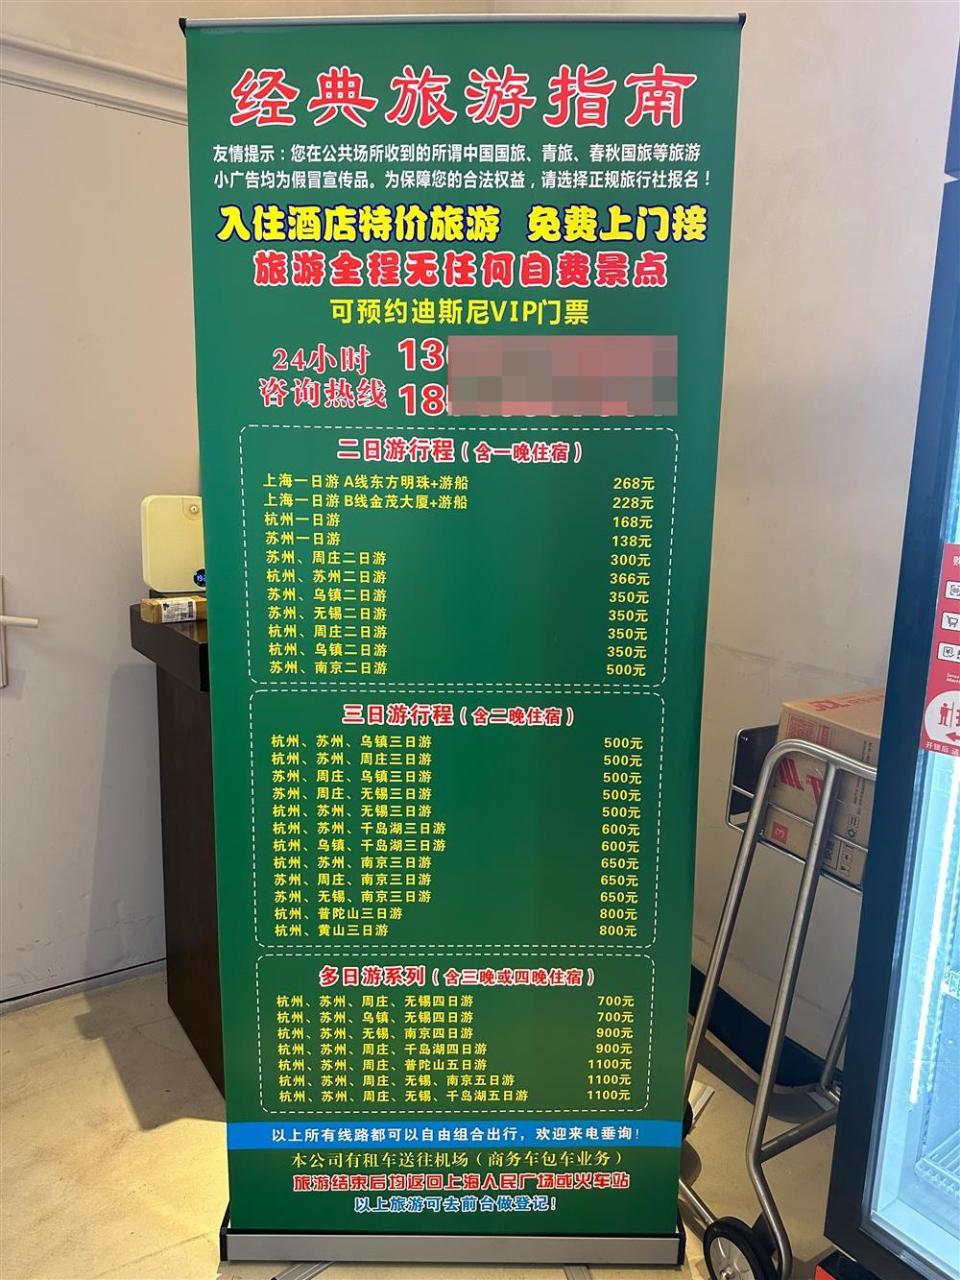 经典旅游指南
友情提示：您在公共场所收到的所谓中国国旅、青旅、春秋国旅等旅游
小广告均为假冒宣传品。为保障您的合法权益，请选择正规旅行社报名！
入住酒店特价旅游 免费上门接
旅游全程无任何自费景点
可预约迪斯尼VIP门票
24小时 13
咨询热线 18
二日游行程（含一晚住宿）
上海一日游 A线东方明珠+游船 268元
上海一日游 B线金茂大厦+游船 228元
杭州一日游 168元
苏州一日游 138元
苏州、周庄二日游 300元
杭州、苏州二日游 366元
苏州、乌镇二日游 350元
苏州、无锡二日游 350元
杭州、周庄二日游 350元
杭州、乌镇二日游 350元
苏州、南京二日游 500元
三日游行程（含二晚住宿）
杭州、苏州、乌镇三日游 500元
杭州、苏州、周庄三日游 500元
苏州、周庄、乌镇三日游 500元
苏州、周庄、无锡三日游 500元
杭州、苏州、无锡三日游 500元
杭州、苏州、千岛湖三日游 600元
杭州、乌镇、千岛湖三日游 600元
杭州、苏州、南京三日游 650元
苏州、周庄、南京三日游 650元
苏州、无锡、南京三日游 650元
杭州、普陀山三日游 800元
杭州、黄山三日游 800元
多日游系列（含三晚或四晚住宿）
杭州、苏州、周庄、无锡四日游 700元
杭州、苏州、乌镇、无锡四日游 700元
杭州、苏州、无锡、南京四日游 900元
杭州、苏州、周庄、千岛湖四日游 900元
杭州、苏州、周庄、普陀山五日游 1100元
杭州、苏州、周庄、无锡、南京五日游 1100元
杭州、苏州、周庄、无锡、千岛湖五日游 1100元
以上所有线路都可以自由组合出行，欢迎来电垂询！
本公司有租车送往机场（商务车包车业务）
旅游结束后均返回上海人民广场或火车站
以上旅游可去前台做登记！